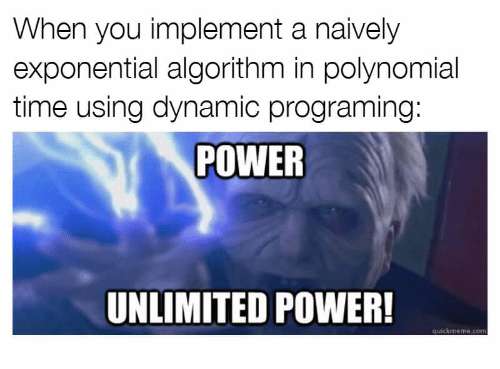 When you implement a naively
exponential algorithm in polynomial
time using dynamic programing:
POWER
UNLIMITED POWER!
quickmeme.com